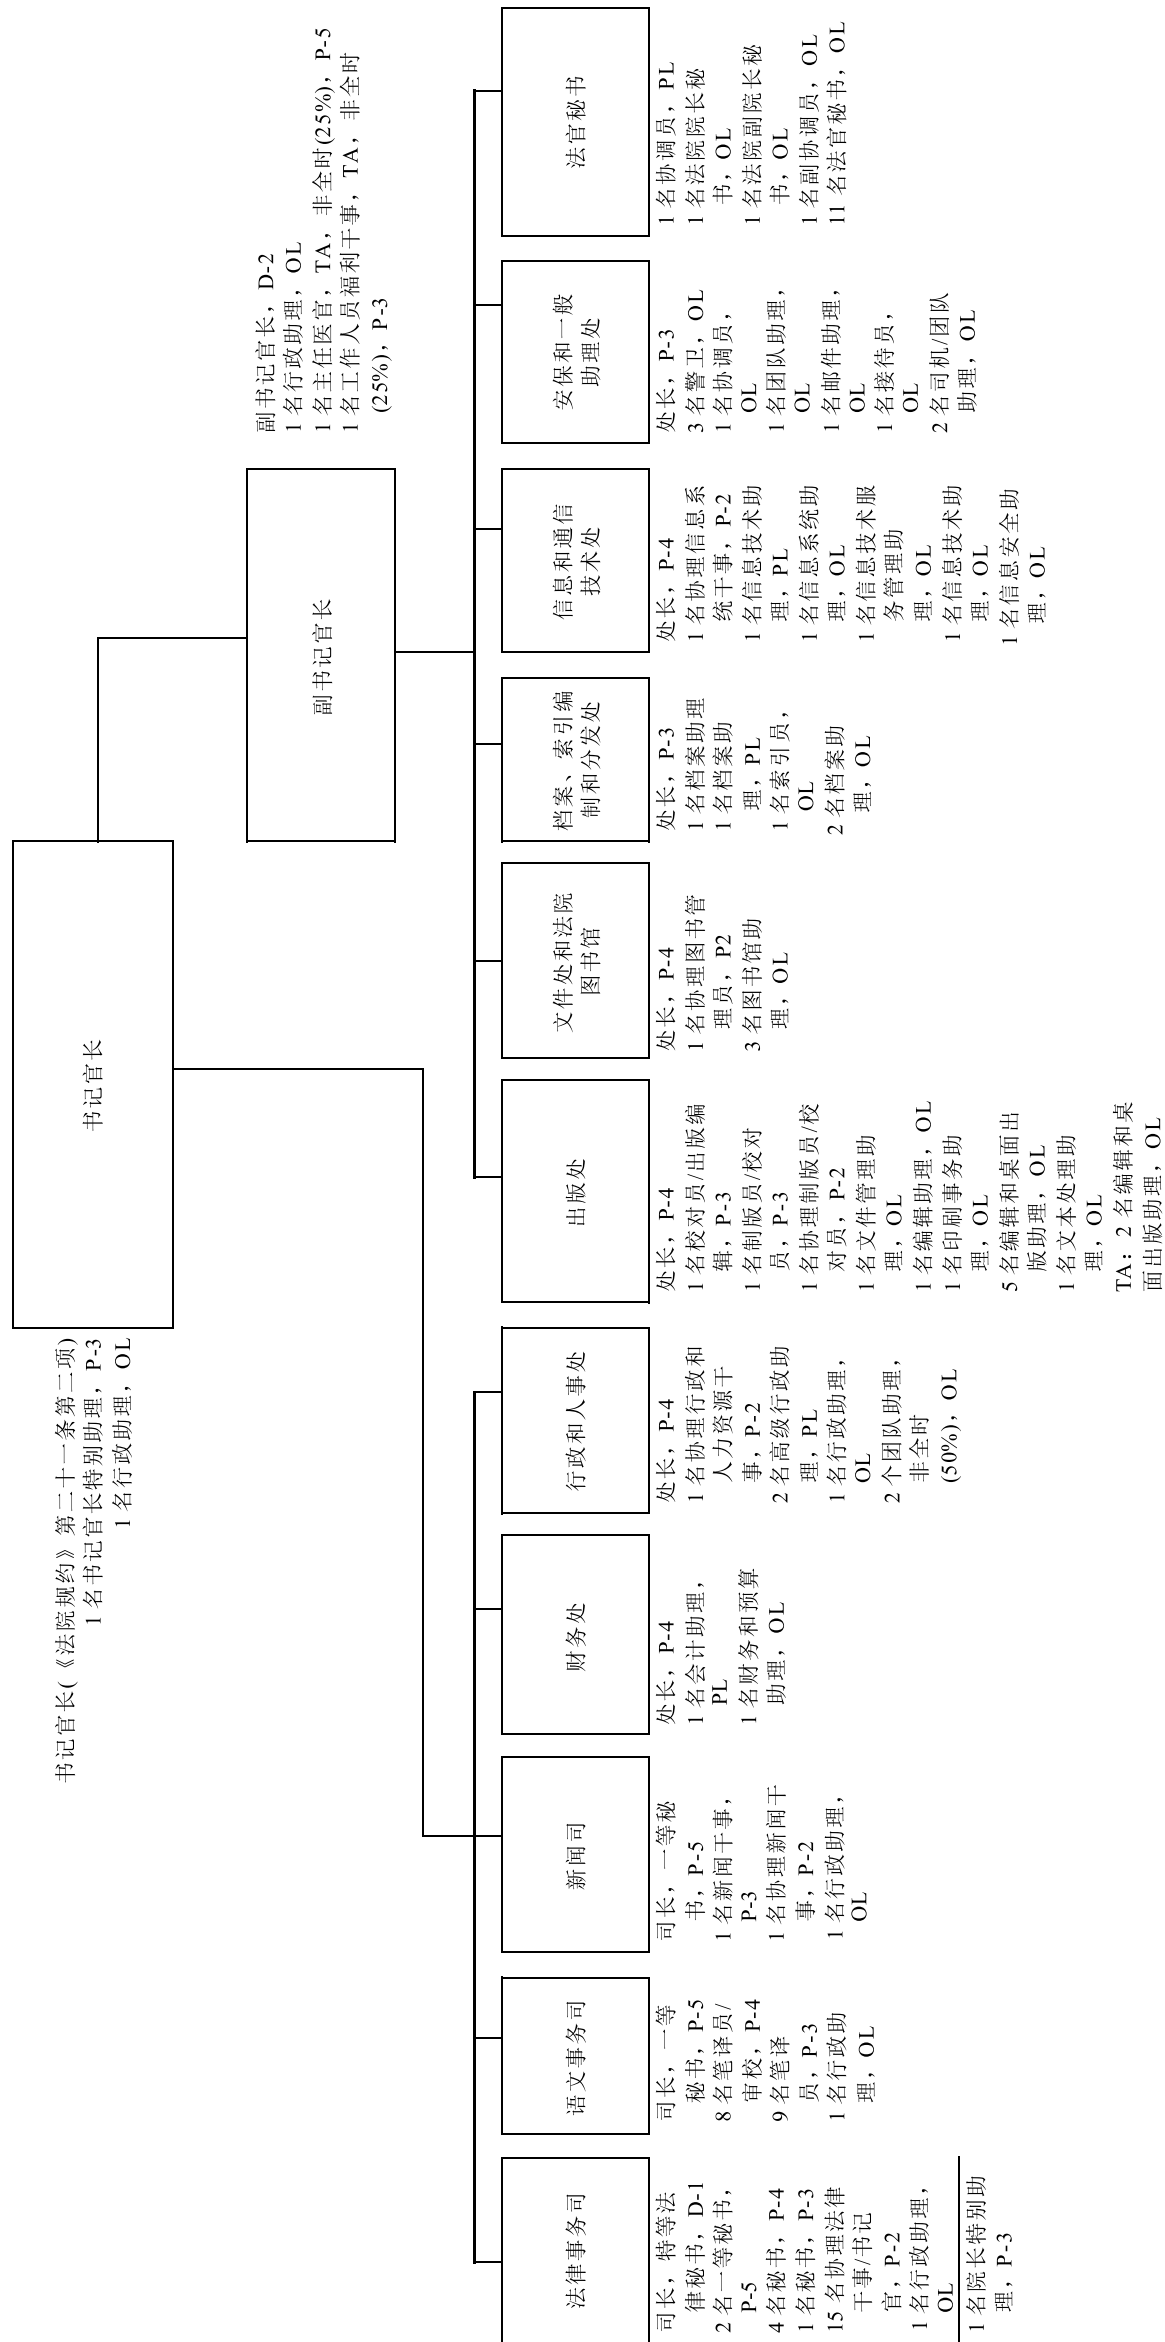 书记官长(《法院规约》第二十一条第二项)
1 名书记官长特别助理，P-3
1 名行政助理，OL
书记官长
副书记官长
副书记官长，D-2
1 名行政助理，OL
1 名主任医官，TA，非全时(25%)，P-5
1 名工作人员福利干事，TA，非全时
(25%)，P-3
法律事务司
司长，特等法
律秘书，D-1
2 名一等秘书，
P-5
4 名秘书，P-4
1 名秘书，P-3
15 名协理法律
干事/书记
官，P-2
1 名行政助理，
OL
1 名院长特别助
理，P-3
语文事务司
司长，一等
秘书，P-5
8 名笔译员/
审校，P-4
9 名笔译
员，P-3
1 名行政助
理，OL
新闻司
司长，一等秘
书，P-5
1 名新闻干事，
P-3
1 名协理新闻干
事，P-2
1 名行政助理，
OL
财务处
处长，P-4
1 名会计助理，
PL
1 名财务和预算
助理，OL
行政和人事处
处长，P-4
1 名协理行政和
人力资源干
事，P-2
2 名高级行政助
理，PL
1 名行政助理，
OL
2 个团队助理，
非全时
(50%)，OL
出版处
处长，P-4
1 名校对员/出版编
辑，P-3
1 名制版员/校对
员，P-3
1 名协理制版员/校
对员，P-2
1 名文件管理助
理，OL
1 名编辑助理，OL
1 名印刷事务助
理，OL
5 名编辑和桌面出
版助理，OL
1 名文本处理助
理，OL
TA：2 名编辑和桌
面出版助理，OL
文件处和法院
图书馆
处长，P-4
1 名协理图书管
理员，P2
3 名图书馆助
理，OL
档案、索引编
制和分发处
处长，P-3
1 名档案助理
1 名档案助
理，PL
1 名索引员，
OL
2 名档案助
理，OL
信息和通信
技术处
处长，P-4
1 名协理信息系
统干事，P-2
1 名信息技术助
理，PL
1 名信息系统助
理，OL
1 名信息技术服
务管理助
理，OL
1 名信息技术助
理，OL
1 名信息安全助
理，OL
安保和一般
助理处
处长，P-3
3 名警卫，OL
1 名协调员，
OL
1 名团队助理，
OL
1 名邮件助理，
OL
1 名接待员，
OL
2 名司机/团队
助理，OL
法官秘书
1 名协调员，PL
1 名法院院长秘
书，OL
1 名法院副院长秘
书，OL
1 名副协调员，OL
11 名法官秘书，OL